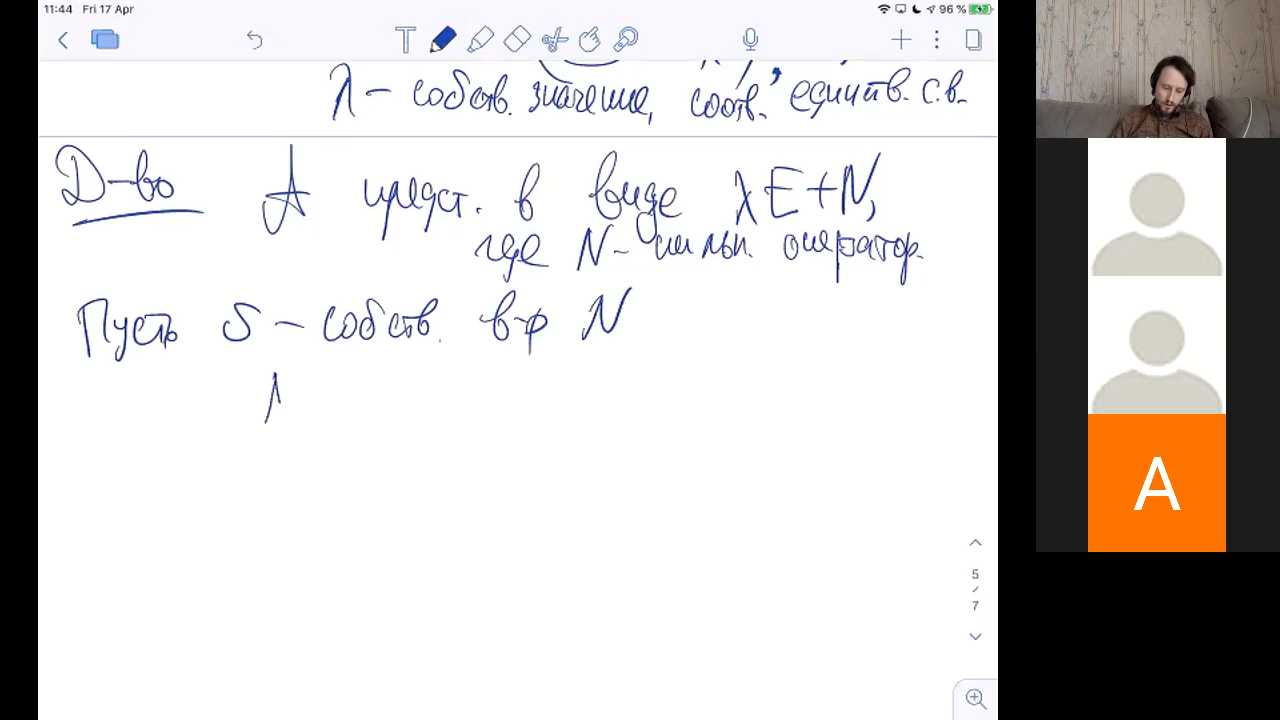 11:44 Fri 17 Apr 96 %
T
λ – собств. значение, соотв. единств. с.в.
Д-во A предст. в виде λE+N,
где N – нильп. оператор.
Пусть S – собств. в-р N
5
7
A